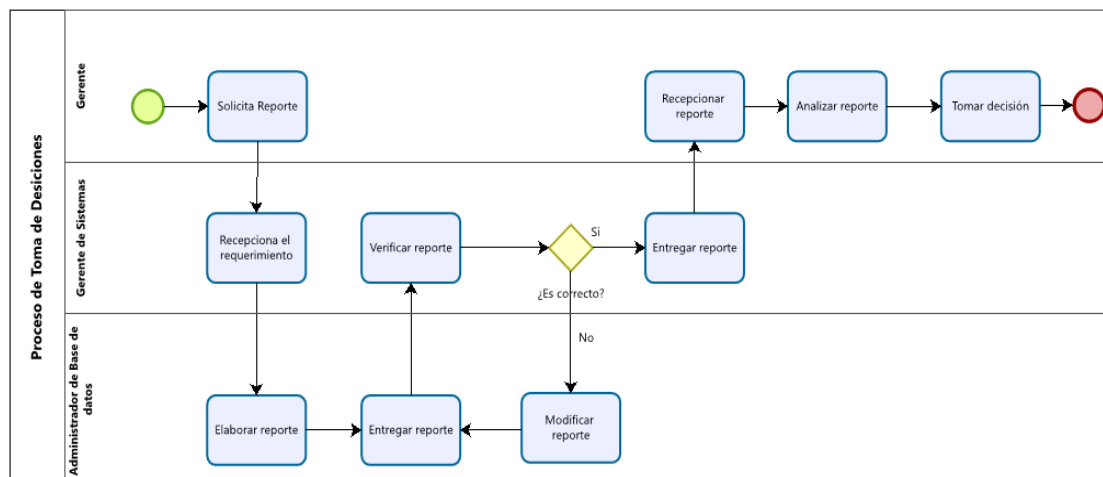 Proceso de Toma de Desiciones
Gerente
Solicita Reporte
Recepcionar
reporte
Analizar reporte
Tomar decisión
Gerente de Sistemas
Recepciona el
requerimiento
Verificar reporte
¿Es correcto?
Si
Entregar reporte
No
Administrador de Base de
datos
Elaborar reporte
Entregar reporte
Modificar
reporte